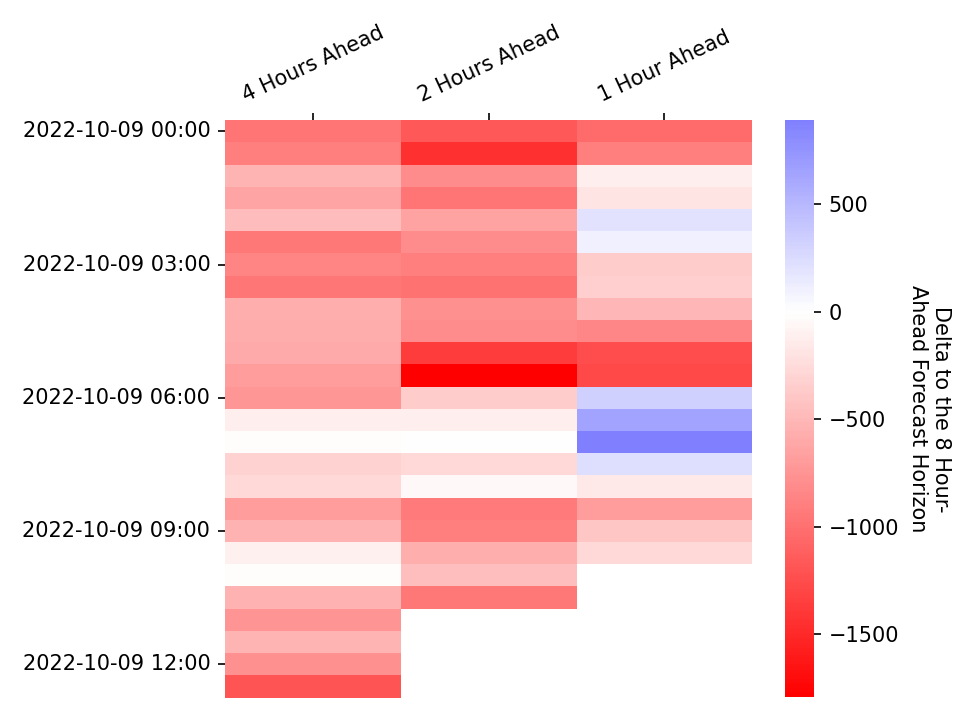 4 Hours Ahead
2 Hours Ahead
1 Hour Ahead
2022-10-09 00:00
2022-10-09 03:00
2022-10-09 06:00
2022-10-09 09:00
2022-10-09 12:00
500
0
−500
−1000
−1500
Delta to the 8 Hour-
Ahead Forecast Horizon